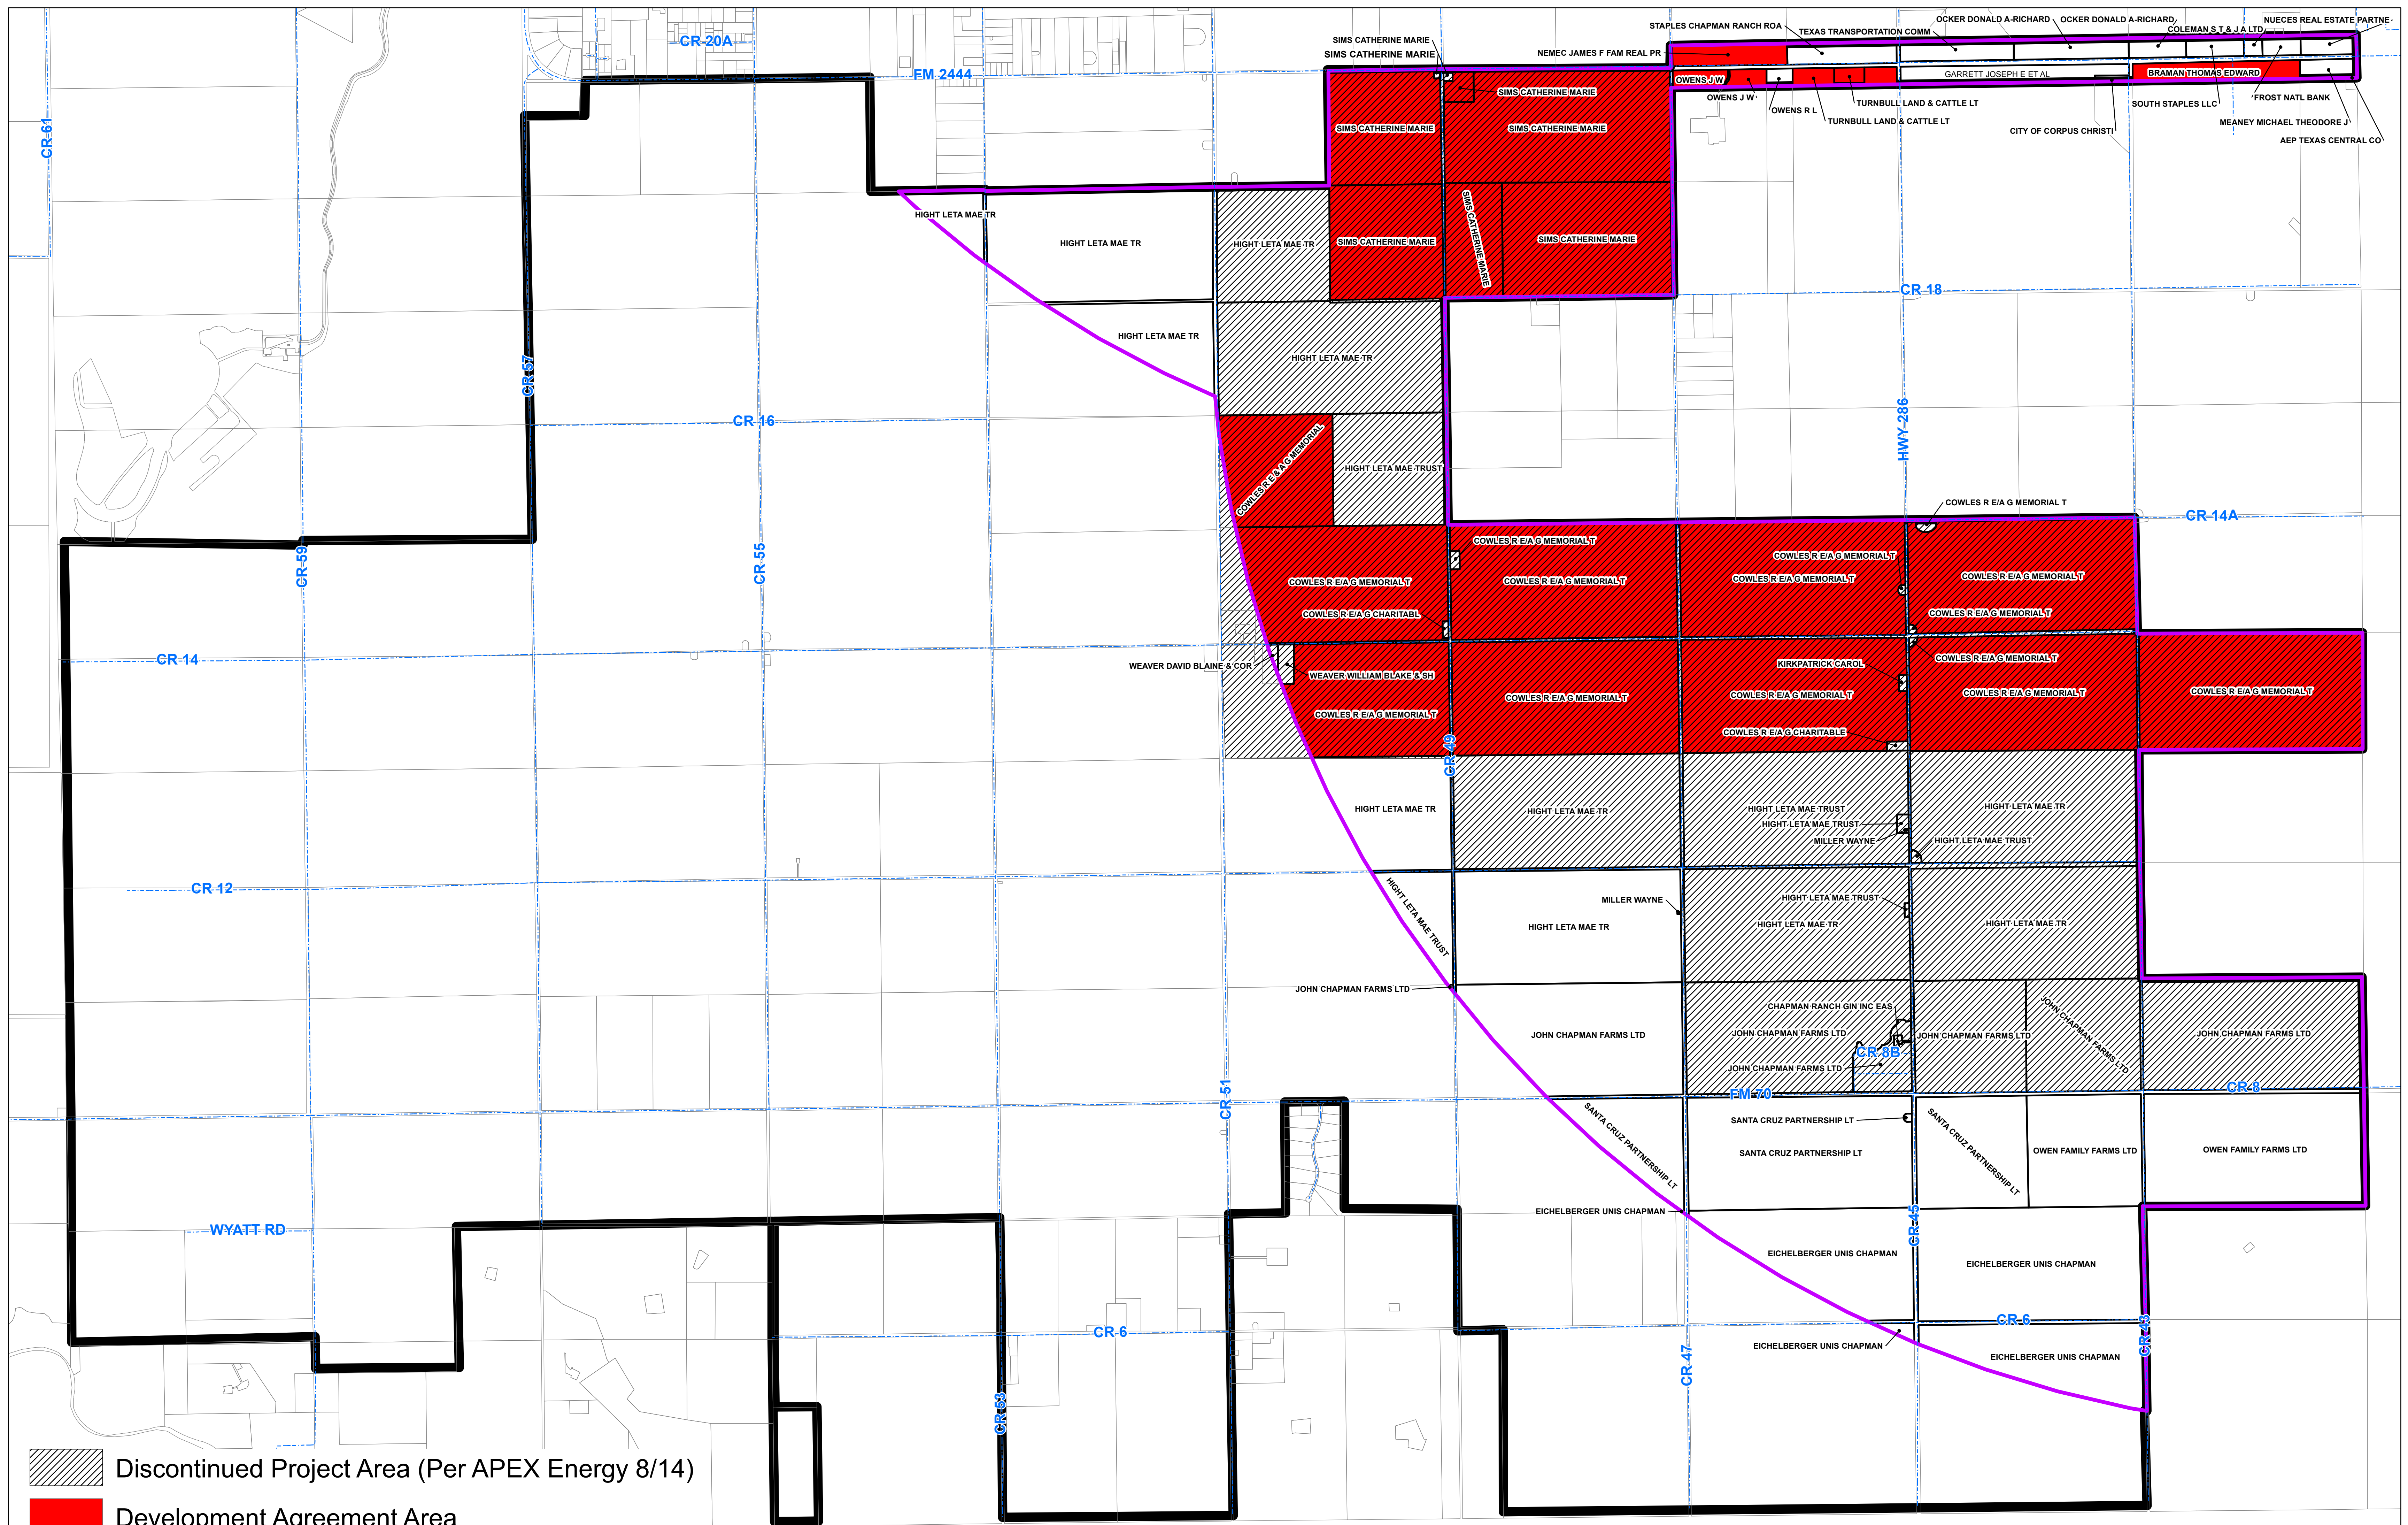 CR 20A
FM 2444
CR 61
SIMS CATHERINE MARIE
SIMS CATHERINE MARIE
STAPLES CHAPMAN RANCH ROA
TEXAS TRANSPORTATION COMM
OCKER DONALD A-RICHARD
OCKER DONALD A-RICHARD
COLEMAN S T & J A LTD
NUECES REAL ESTATE PARTNE
NEMEC JAMES F FAM REAL PR
OWENS J W
GARRETT JOSEPH E ET AL
BRAMAN THOMAS EDWARD
SIMS CATHERINE MARIE
OWENS J W
OWENS R L
TURNBULL LAND & CATTLE LT
TURNBULL LAND & CATTLE LT
SOUTH STAPLES LLC
FROST NATL BANK
CITY OF CORPUS CHRISTI
MEANEY MICHAEL THEODORE J
AEP TEXAS CENTRAL CO
SIMS CATHERINE MARIE
SIMS CATHERINE MARIE
HIGHT LETA MAE TR
HIGHT LETA MAE TR
HIGHT LETA MAE TR
SIMS CATHERINE MARIE
SIMS CATHERINE MARIE
SIMS CATHERINE MARIE
CR 18
HIGHT LETA MAE TR
HIGHT LETA MAE TR
CR 57
CR 16
HWY 286
COWLES R E & A G MEMORIAL
HIGHT LETA MAE TRUST
COWLES R E/A G MEMORIAL T
CR 14A
CR 59
CR 55
COWLES R E/A G MEMORIAL T
COWLES R E/A G MEMORIAL T
COWLES R E/A G MEMORIAL T
COWLES R E/A G MEMORIAL T
COWLES R E/A G MEMORIAL T
COWLES R E/A G MEMORIAL T
COWLES R E/A G CHARITABL
COWLES R E/A G MEMORIAL T
CR 14
WEAVER DAVID BLAINE & COR
WEAVER WILLIAM BLAKE & SH
KIRKPATRICK CAROL
COWLES R E/A G MEMORIAL T
COWLES R E/A G MEMORIAL T
COWLES R E/A G MEMORIAL T
COWLES R E/A G MEMORIAL T
COWLES R E/A G MEMORIAL T
COWLES R E/A G MEMORIAL T
COWLES R E/A G CHARITABLE
CR 49
HIGHT LETA MAE TR
HIGHT LETA MAE TR
HIGHT LETA MAE TRUST
HIGHT LETA MAE TR
HIGHT LETA MAE TRUST
MILLER WAYNE
HIGHT LETA MAE TRUST
CR 12
HIGHT LETA MAE TRUST
MILLER WAYNE
HIGHT LETA MAE TRUST
HIGHT LETA MAE TR
HIGHT LETA MAE TR
HIGHT LETA MAE TR
JOHN CHAPMAN FARMS LTD
CHAPMAN RANCH GIN INC EAS
JOHN CHAPMAN FARMS LTD
JOHN CHAPMAN FARMS LTD
JOHN CHAPMAN FARMS LTD
JOHN CHAPMAN FARMS LTD
JOHN CHAPMAN FARMS LTD
CR 8B
JOHN CHAPMAN FARMS LTD
CR 51
FM 70
CR 8
SANTA CRUZ PARTNERSHIP LT
SANTA CRUZ PARTNERSHIP LT
SANTA CRUZ PARTNERSHIP LT
SANTA CRUZ PARTNERSHIP LT
OWEN FAMILY FARMS LTD
OWEN FAMILY FARMS LTD
EICHELBERGER UNIS CHAPMAN
WYATT RD
CR 45
EICHELBERGER UNIS CHAPMAN
EICHELBERGER UNIS CHAPMAN
CR 6
CR 6
CR 43
EICHELBERGER UNIS CHAPMAN
EICHELBERGER UNIS CHAPMAN
CR 47
CR 53
Discontinued Project Area (Per APEX Energy 8/14)
Development Agreement Area